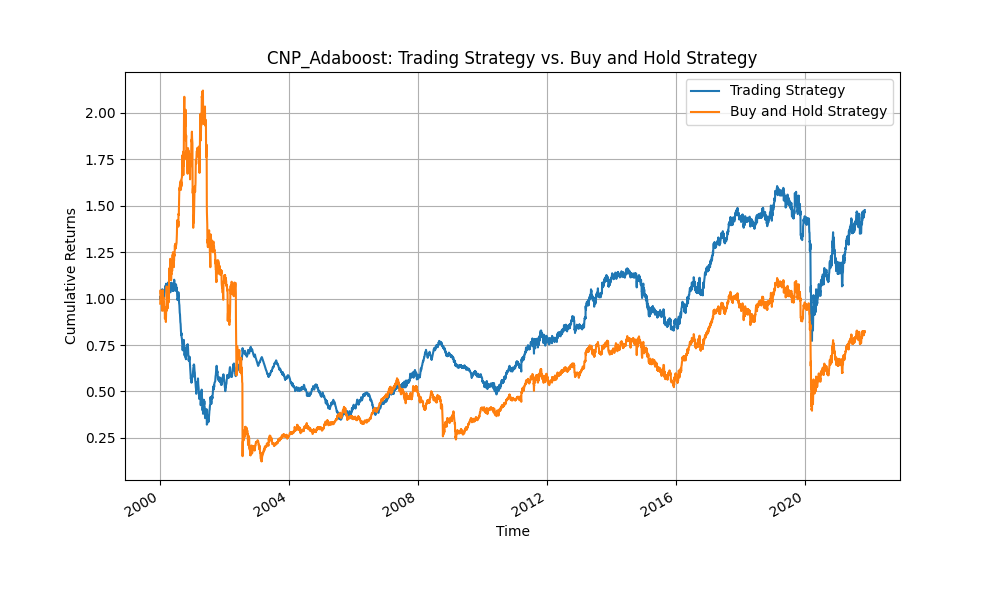 CNP_Adaboost: Trading Strategy vs. Buy and Hold Strategy
Trading Strategy
Buy and Hold Strategy
Cumulative Returns
2.00
1.75
1.50
1.25
1.00
0.75
0.50
0.25
2000
2004
2008
2012
2016
2020
Time